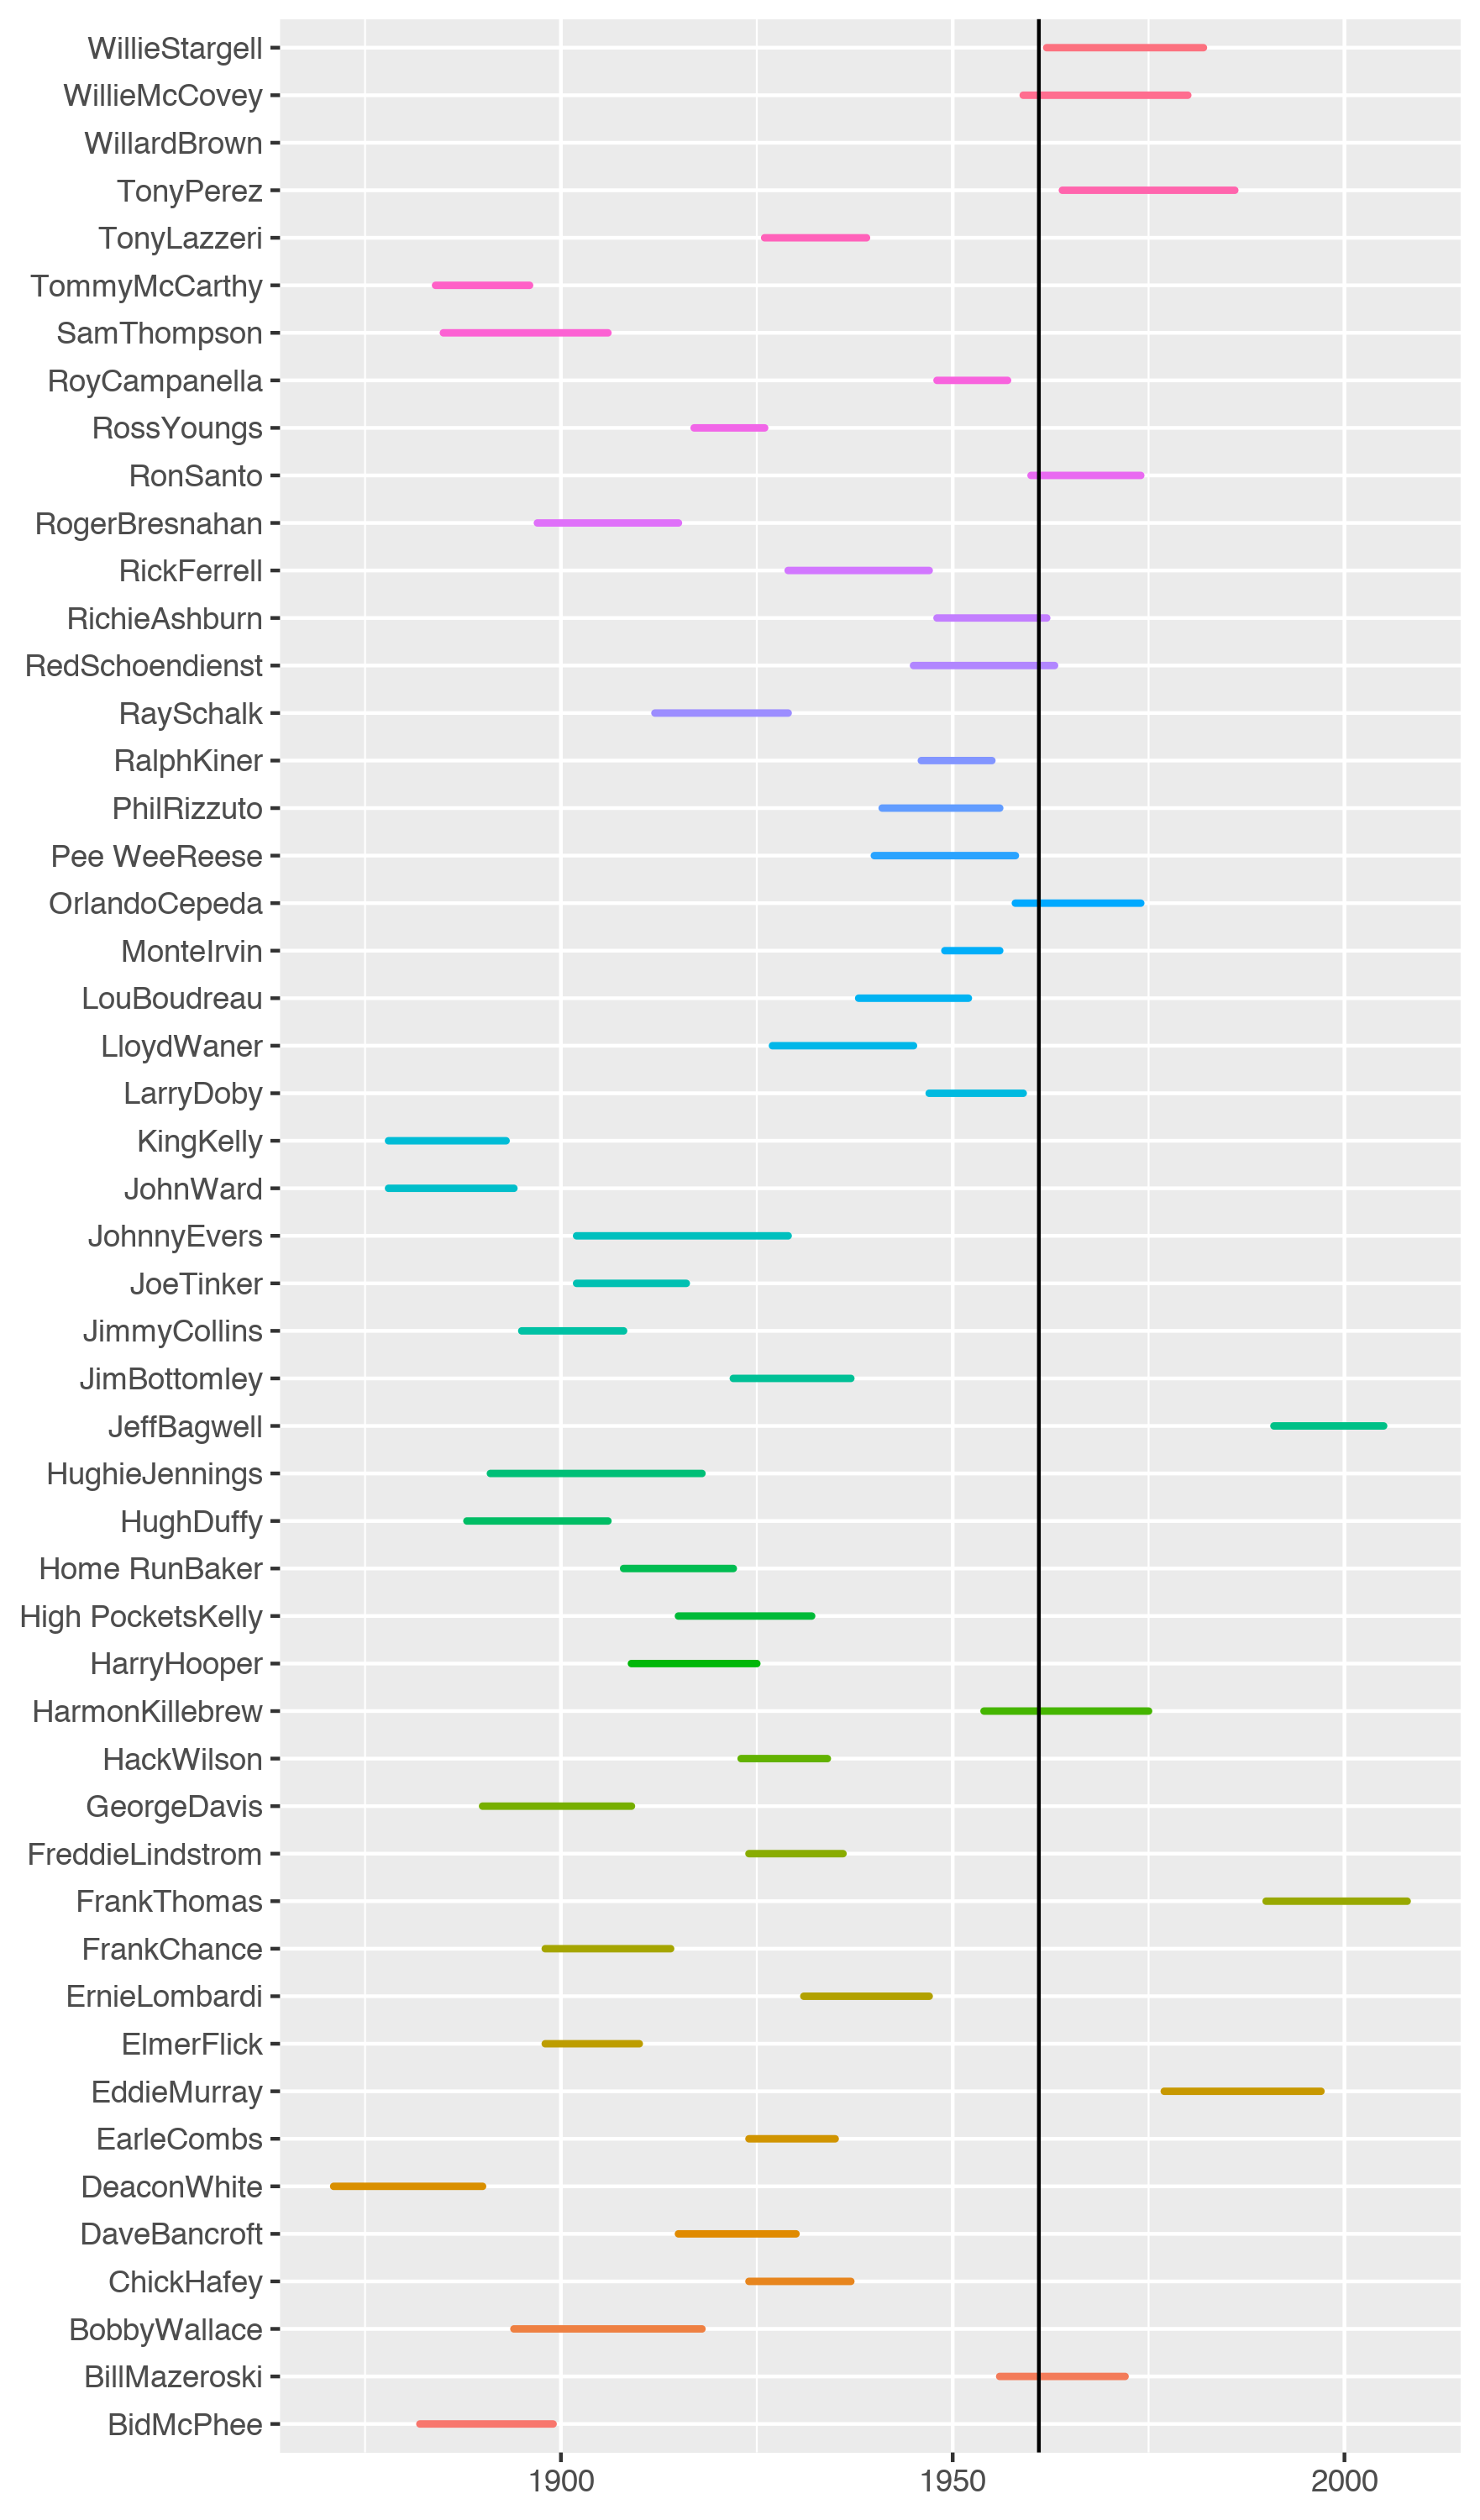 WillieStargell
WillieMcCovey
WillardBrown
TonyPerez
TonyLazzeri
TommyMcCarthy
SamThompson
RoyCampanella
RossYoungs
RonSanto
RogerBresnahan
RickFerrell
RichieAshburn
RedSchoendienst
RaySchalk
RalphKiner
PhilRizzuto
Pee WeeReese
OrlandoCepeda
MonteIrvin
LouBoudreau
LloydWaner
LarryDoby
KingKelly
JohnWard
JohnnyEvers
JoeTinker
JimmyCollins
JimBottomley
JeffBagwell
HughieJennings
HughDuffy
Home RunBaker
High PocketsKelly
HarryHooper
HarmonKillebrew
HackWilson
GeorgeDavis
FreddieLindstrom
FrankThomas
FrankChance
ErnieLombardi
ElmerFlick
EddieMurray
EarleCombs
DeaconWhite
DaveBancroft
ChickHafey
BobbyWallace
BillMazeroski
BidMcPhee
1900 1950 2000